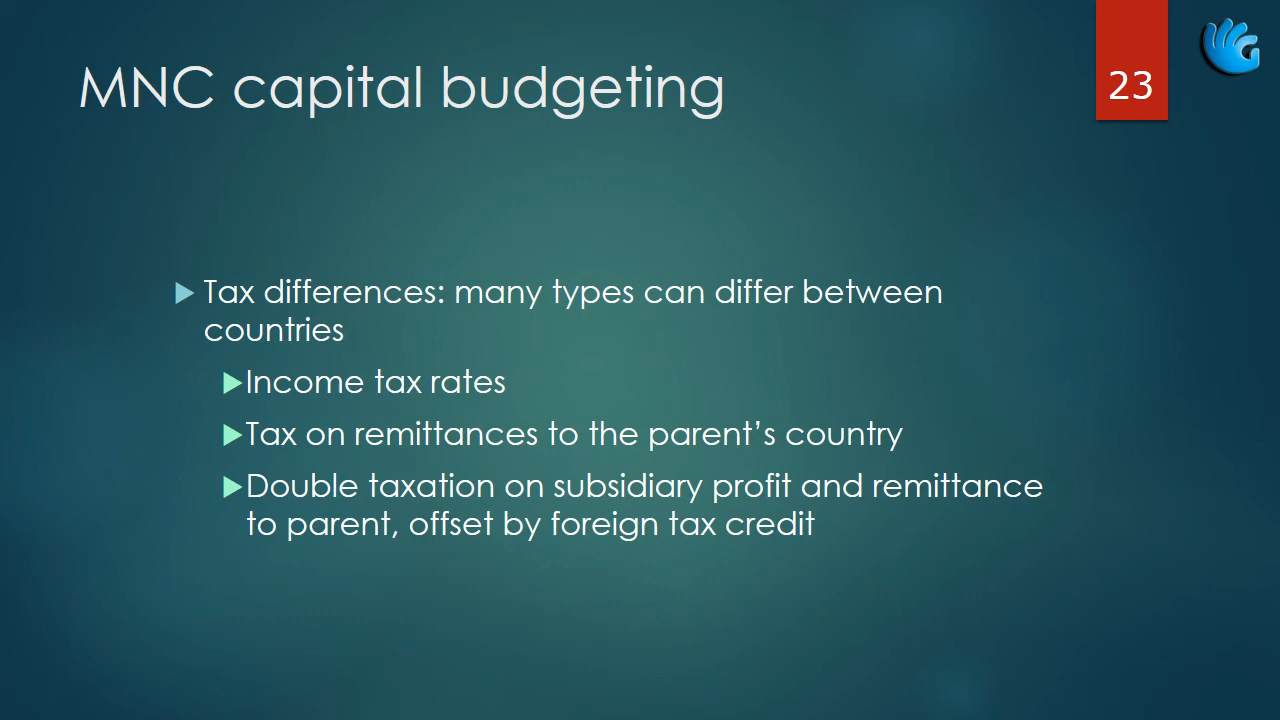 MNC capital budgeting
23
Tax differences: many types can differ between
countries
Income tax rates
Tax on remittances to the parent’s country
Double taxation on subsidiary profit and remittance
to parent, offset by foreign tax credit